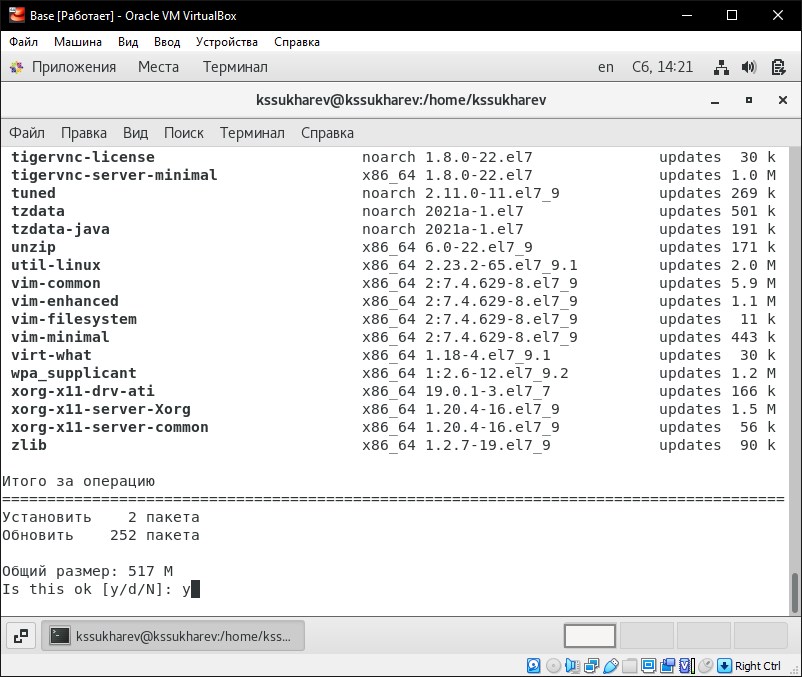 Base [Работает] - Oracle VM VirtualBox
Файл Машина Вид Ввод Устройства Справка
Приложения Места Терминал en Сб, 14:21
kssukharev@kssukharev:/home/kssukharev
Файл Правка Вид Поиск Терминал Справка
tigervnc-license noarch 1.8.0-22.el7 updates 30 k
tigervnc-server-minimal x86_64 1.8.0-22.el7 updates 1.0 M
tuned noarch 2.11.0-11.el7_9 updates 269 k
tzdata noarch 2021a-1.el7 updates 501 k
tzdata-java noarch 2021a-1.el7 updates 191 k
unzip x86_64 6.0-22.el7_9 updates 171 k
util-linux x86_64 2.23.2-65.el7_9.1 updates 2.0 M
vim-common x86_64 2:7.4.629-8.el7_9 updates 5.9 M
vim-enhanced x86_64 2:7.4.629-8.el7_9 updates 1.1 M
vim-filesystem x86_64 2:7.4.629-8.el7_9 updates 11 k
vim-minimal x86_64 2:7.4.629-8.el7_9 updates 443 k
virt-what x86_64 1.18-4.el7_9.1 updates 30 k
wpa_supplicant x86_64 1:2.6-12.el7_9.2 updates 1.2 M
xorg-x11-drv-ati x86_64 19.0.1-3.el7_7 updates 166 k
xorg-x11-server-Xorg x86_64 1.20.4-16.el7_9 updates 1.5 M
xorg-x11-server-common x86_64 1.20.4-16.el7_9 updates 56 k
zlib x86_64 1.2.7-19.el7_9 updates 90 k
Итого за операцию
=======================================================================================
Установить 2 пакета
Обновить 252 пакета
Общий размер: 517 M
Is this ok [y/d/N]: y
kssukharev@kssukharev:/home/kss...
Right Ctrl